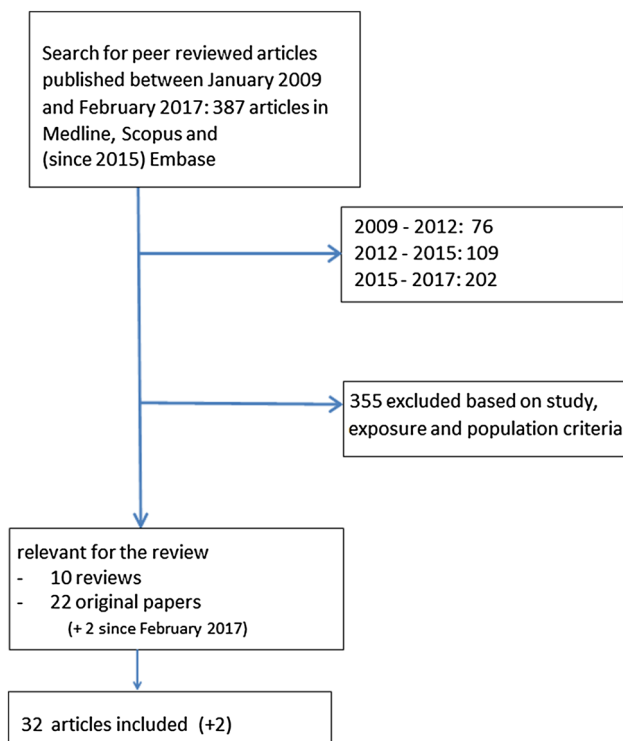 Search for peer reviewed articles
published between January 2009
and February 2017: 387 articles in
Medline, Scopus and
(since 2015) Embase
2009 - 2012: 76
2012 - 2015: 109
2015 - 2017: 202
355 excluded based on study,
exposure and population criteria
relevant for the review
- 10 reviews
- 22 original papers
(+ 2 since February 2017)
32 articles included (+2)